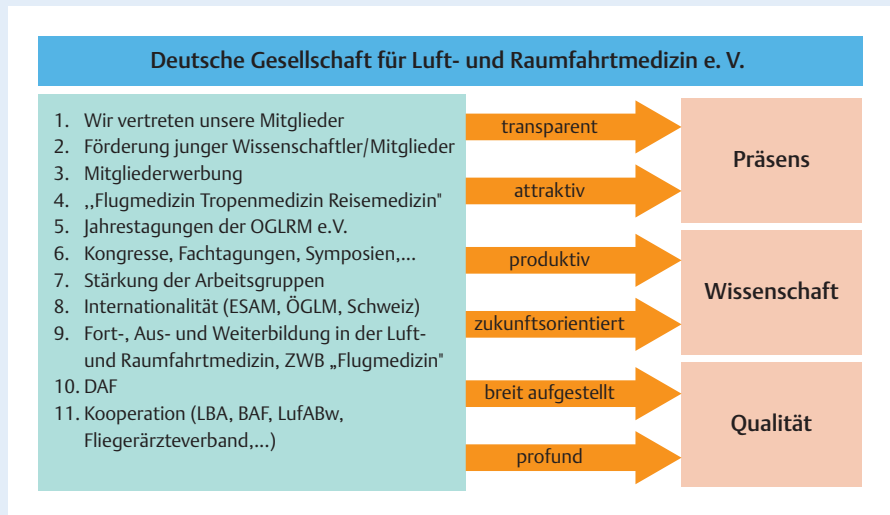 Deutsche Gesellschaft für Luft- und Raumfahrtmedizin e. V.
1. Wir vertreten unsere Mitglieder
2. Förderung junger Wissenschaftler/Mitglieder
3. Mitgliederwerbung
4. ,,Flugmedizin Tropenmedizin Reisemedizin"
5. Jahrestagungen der OGLRM e.V.
6. Kongresse, Fachtagungen, Symposien,...
7. Stärkung der Arbeitsgruppen
8. Internationalität (ESAM, ÖGLM, Schweiz)
9. Fort-, Aus- und Weiterbildung in der Luft-
und Raumfahrtmedizin, ZWB „Flugmedizin"
10. DAF
11. Kooperation (LBA, BAF, LufABw,
Fliegerärzteverband,...)
transparent
attraktiv
produktiv
zukunftsorientiert
breit aufgestellt
profund
Präsens
Wissenschaft
Qualität